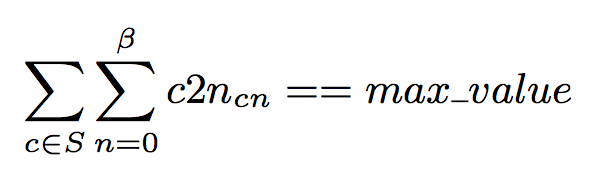 ∑_{c∈S} ∑_{n=0}^{β} c2n_{cn} == max_value